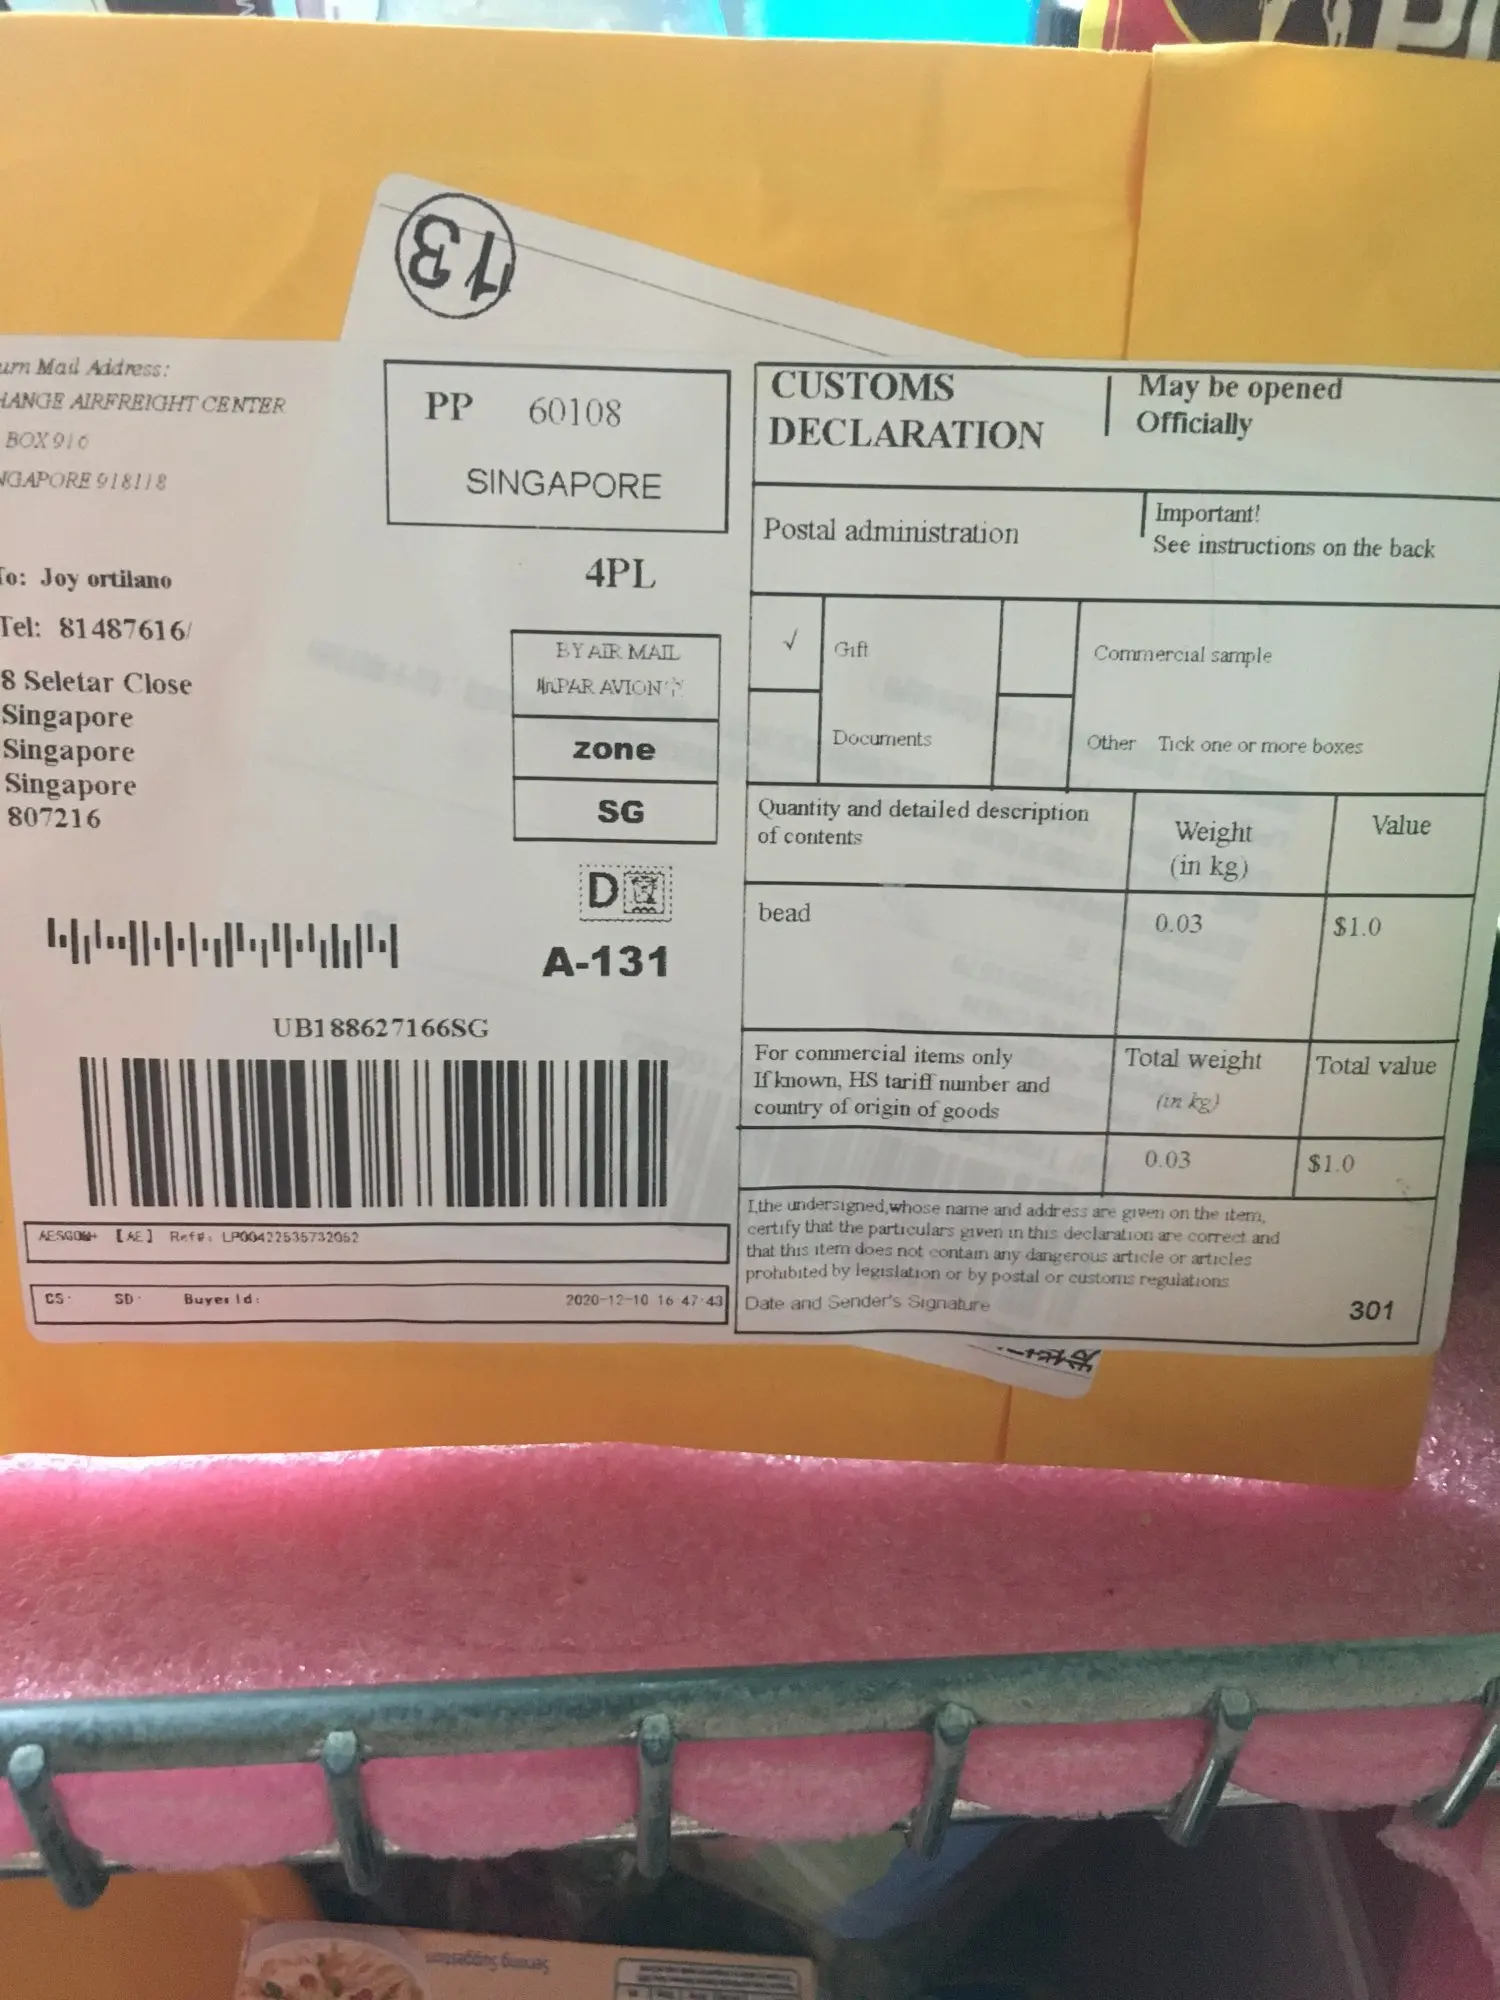 13
urn Mail Address:
HANGE AIRFREIGHT CENTER
BOX 916
NGAPORE 918118
To: Joy ortilano
Tel: 81487616/
8 Seletar Close
Singapore
Singapore
Singapore
807216
PP 60108
SINGAPORE
4PL
BY AIR MAIL
PAR AVION
zone
SG
D
A-131
UB188627166SG
[AE] Ref#: LP00422535732052
CS: SD: Buyer Id: 2020-12-10 16:47:43
CUSTOMS
DECLARATION
May be opened
Officially
Postal administration
Important!
See instructions on the back
√ Gift
Commercial sample
Documents
Other Tick one or more boxes
Quantity and detailed description
of contents
Weight
(in kg)
Value
bead
0.03
$1.0
For commercial items only
If known, HS tariff number and
country of origin of goods
Total weight
(in kg)
Total value
0.03
$1.0
I,the undersigned,whose name and address are given on the item,
certify that the particulars given in this declaration are correct and
that this item does not contain any dangerous article or articles
prohibited by legislation or by postal or customs regulations
Date and Sender's Signature
301
Serving Suggestion